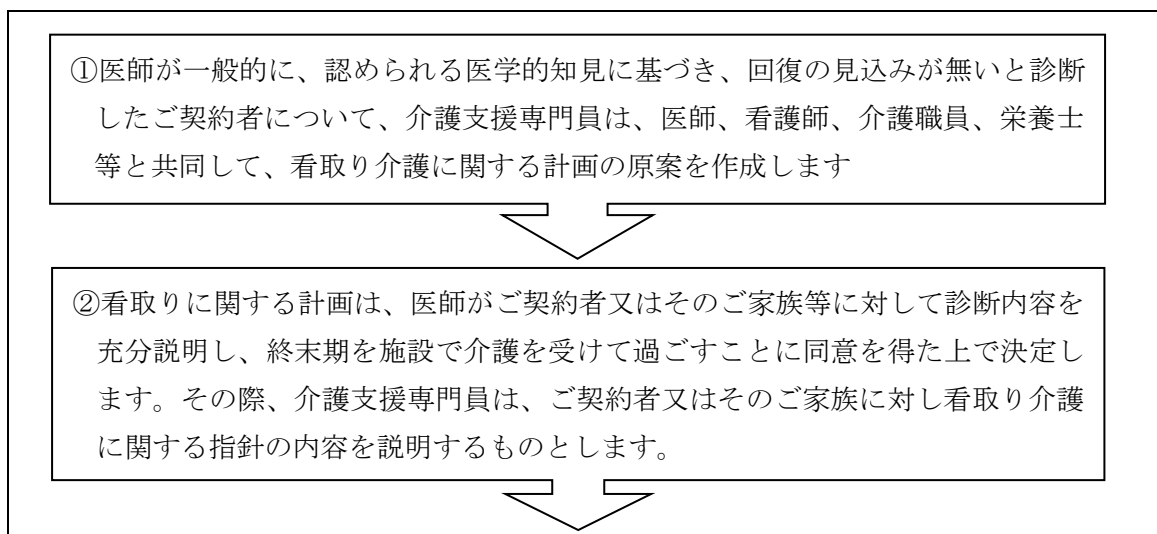 ①医師が一般的に、認められる医学的知見に基づき、回復の見込みが無いと診断
したご契約者について、介護支援専門員は、医師、看護師、介護職員、栄養士
等と共同して、看取り介護に関する計画の原案を作成します
②看取りに関する計画は、医師がご契約者又はそのご家族等に対して診断内容を
充分説明し、終末期を施設で介護を受けて過ごすことに同意を得た上で決定し
ます。その際、介護支援専門員は、ご契約者又はそのご家族に対し看取り介護
に関する指針の内容を説明するものとします。